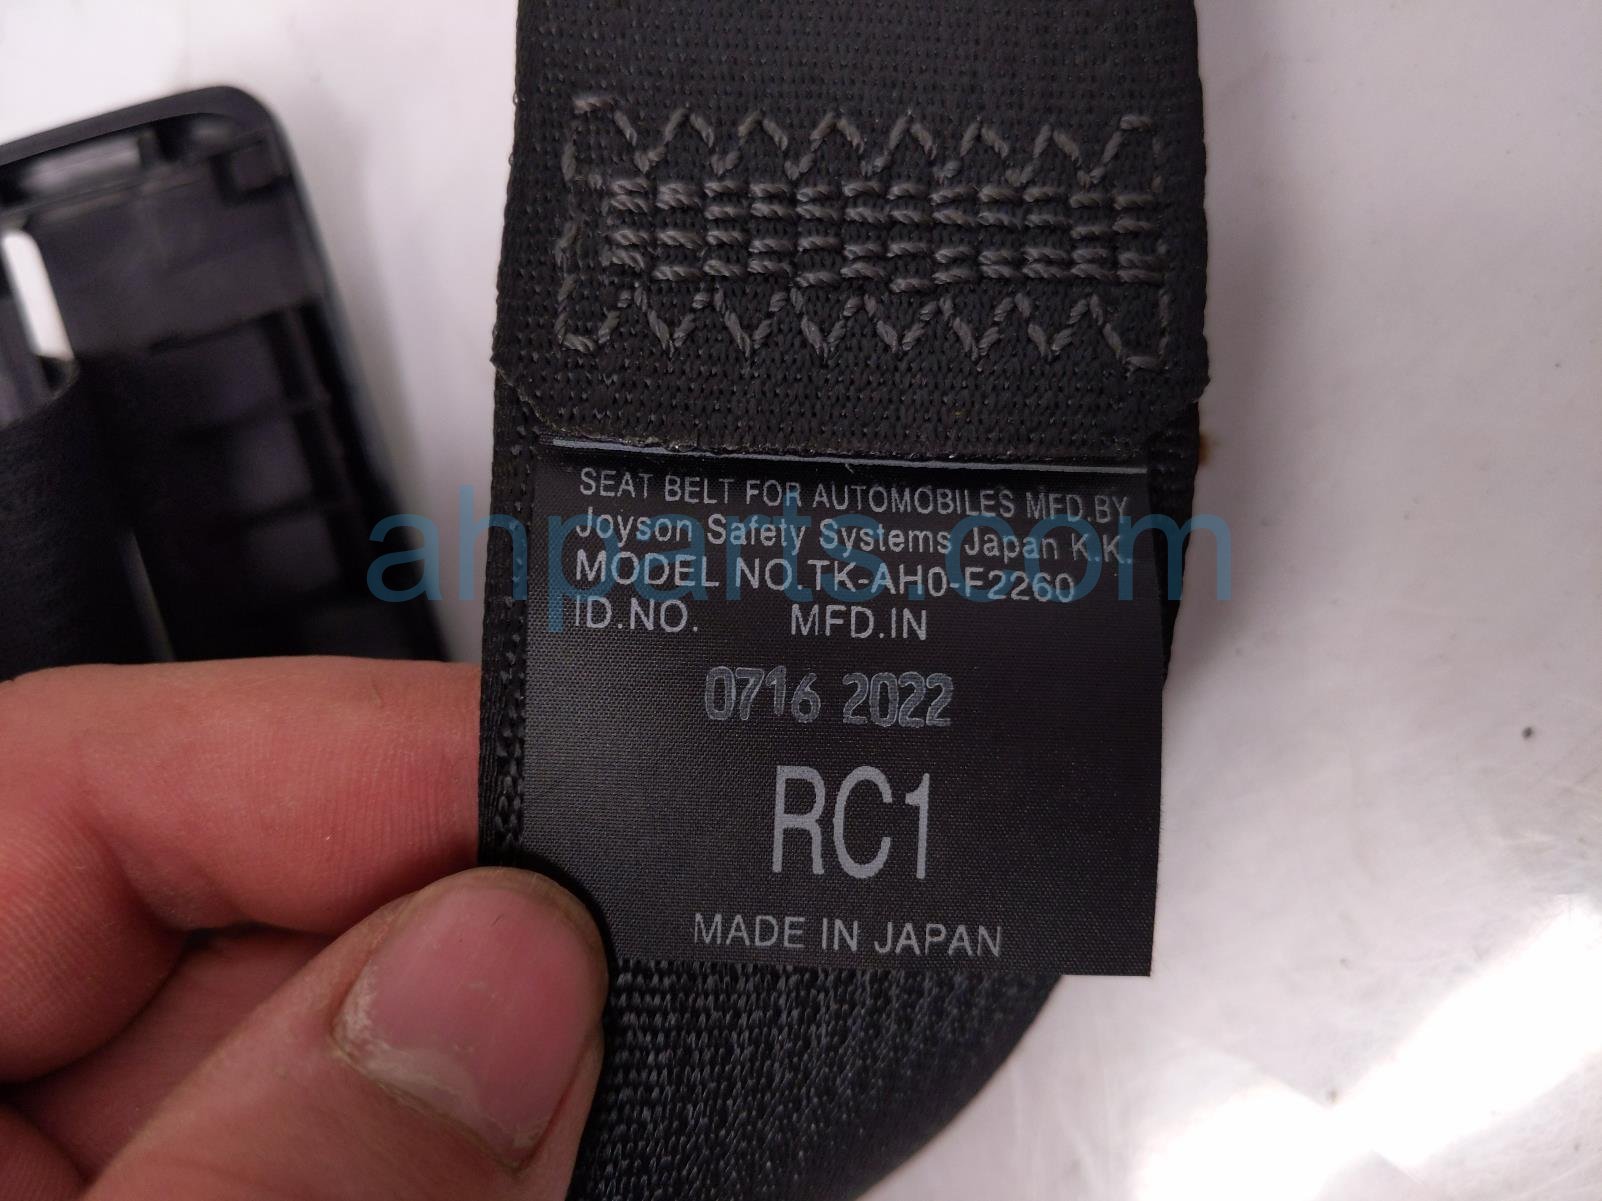 SEAT BELT FOR AUTOMOBILES MFD.BY
Joyson Safety Systems Japan K.K.
MODEL NO.TK-AH0-F2260
ID.NO. MFD.IN
0716 2022
RC1
MADE IN JAPAN
ahparts.com